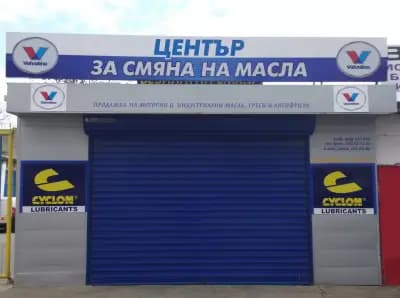 Valvoline
ЦЕНТЪР
ЗА СМЯНА НА МАСЛА
Valvoline
Valvoline
Valvoline
ПРОДАЖБА НА МОТОРНИ И ИНДУСТРИАЛНИ МАСЛА, ГРЕСИ И АНТИФРИЗИ
CYCLON
LUBRICANTS
CYCLON
LUBRICANTS